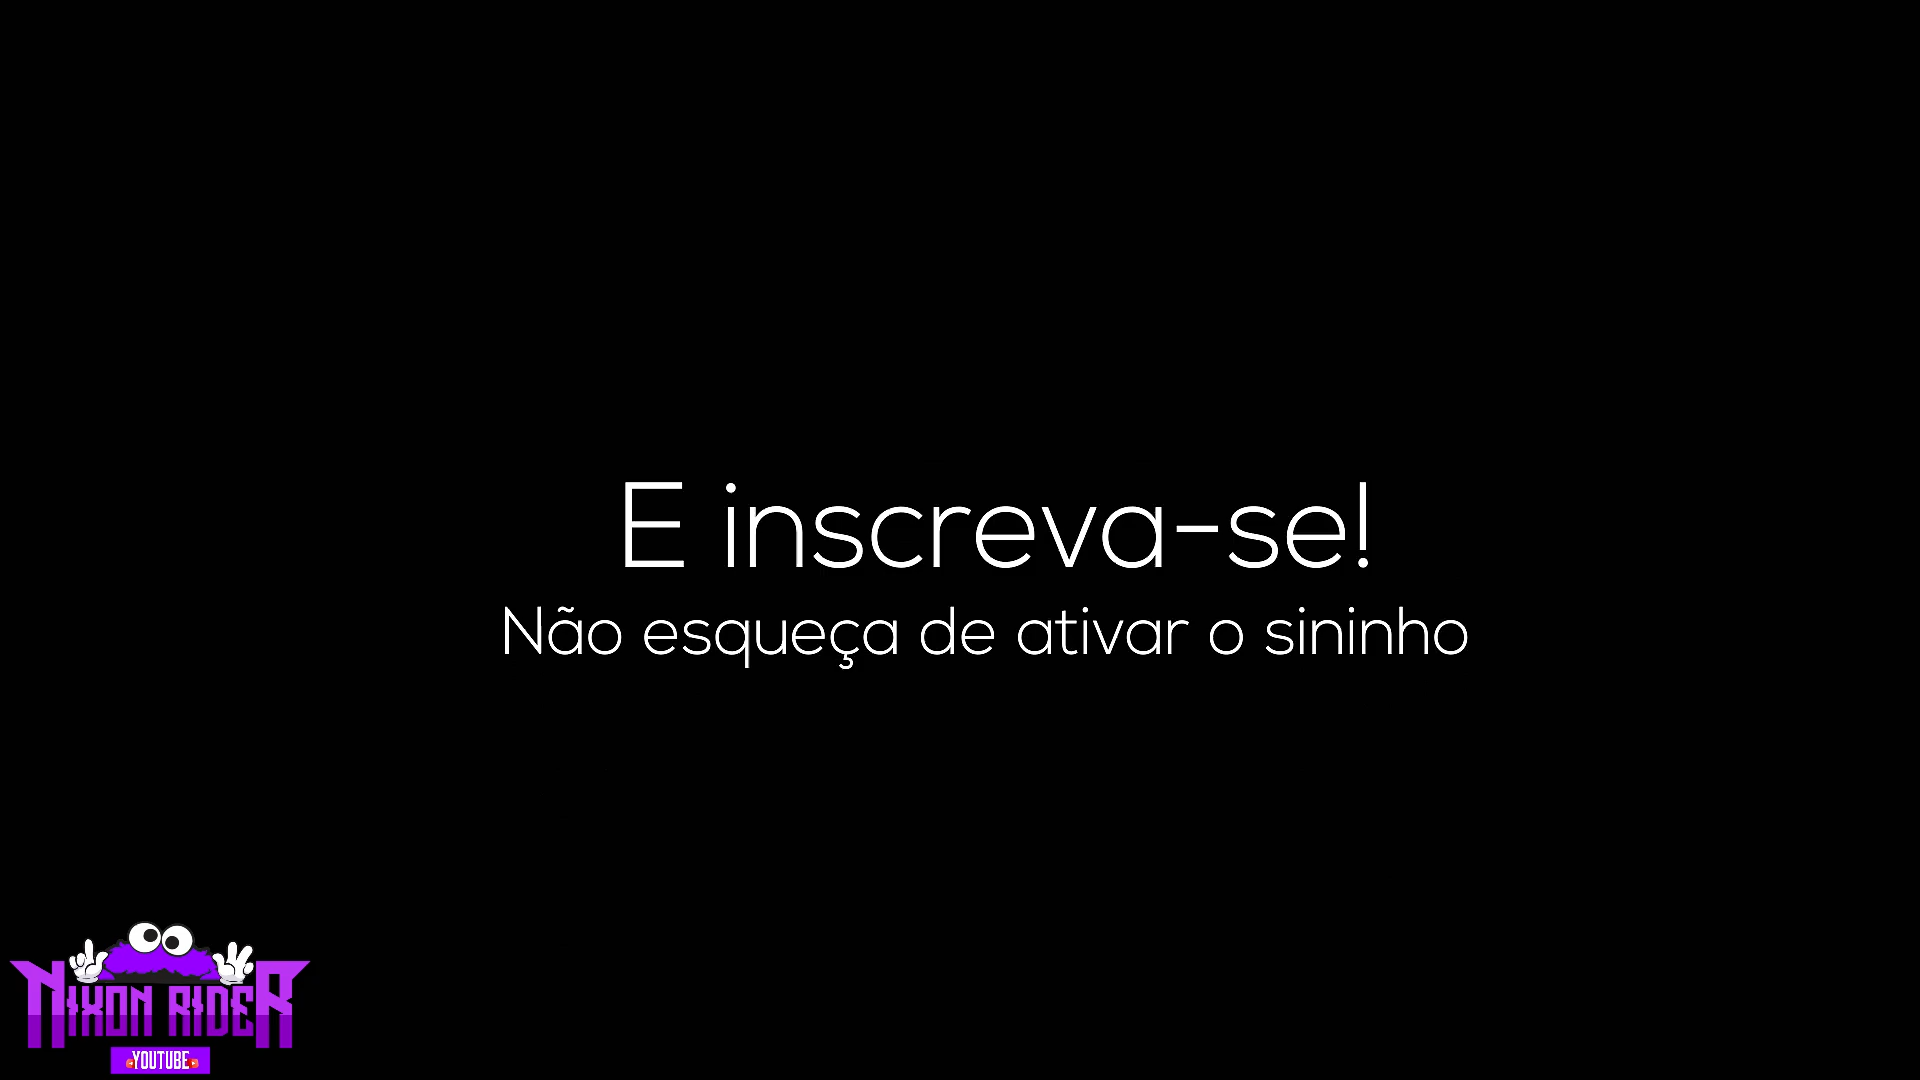 E inscreva-se!
Não esqueça de ativar o sininho
NIXON RIDER
YOUTUBE